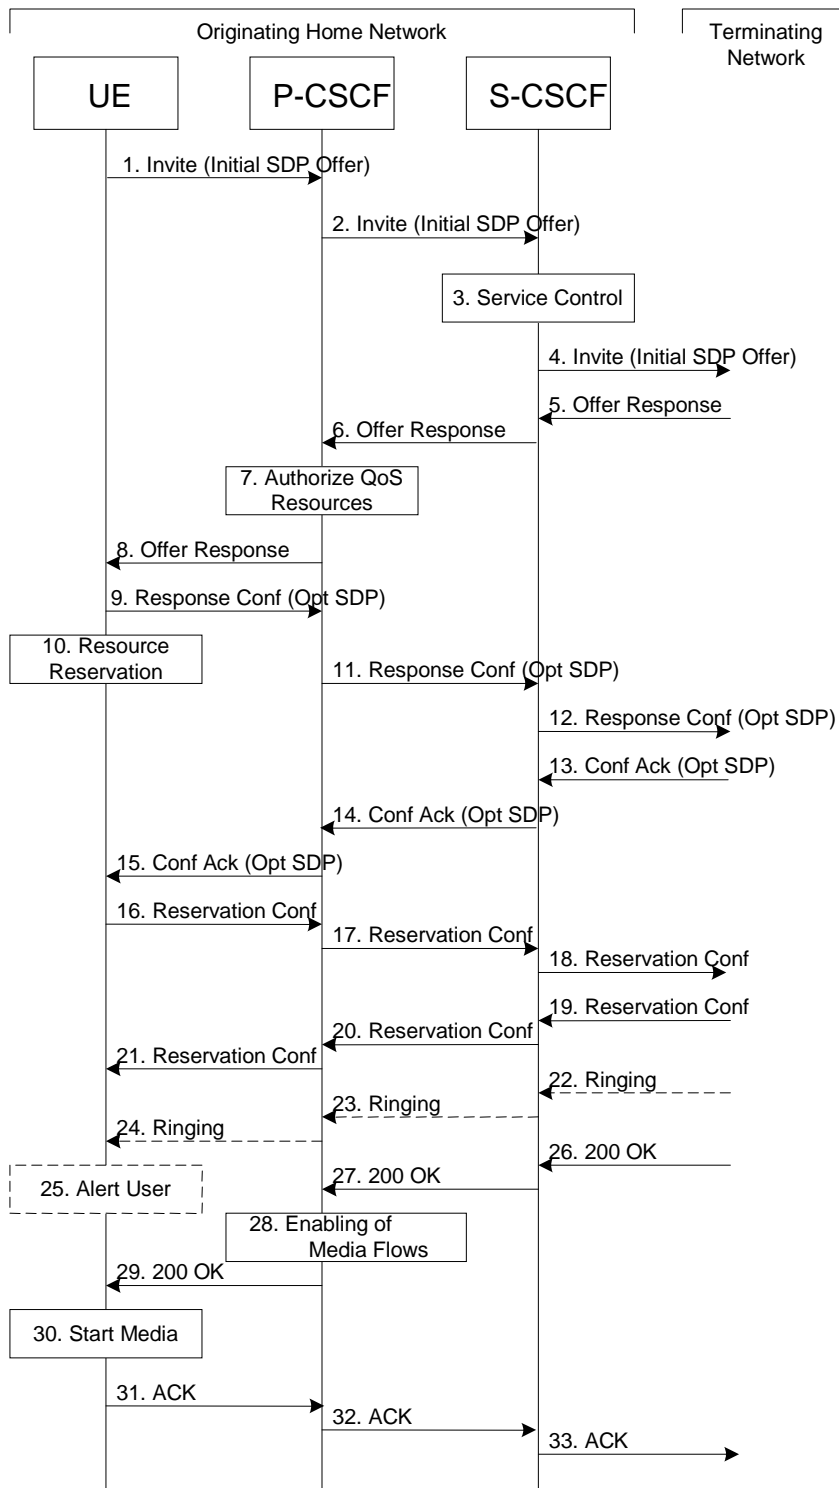 Originating Home Network
Terminating
Network
UE
P-CSCF
S-CSCF
1. Invite (Initial SDP Offer)
2. Invite (Initial SDP Offer)
3. Service Control
4. Invite (Initial SDP Offer)
5. Offer Response
6. Offer Response
7. Authorize QoS
Resources
8. Offer Response
9. Response Conf (Opt SDP)
10. Resource
Reservation
11. Response Conf (Opt SDP)
12. Response Conf (Opt SDP)
13. Conf Ack (Opt SDP)
14. Conf Ack (Opt SDP)
15. Conf Ack (Opt SDP)
16. Reservation Conf
17. Reservation Conf
18. Reservation Conf
19. Reservation Conf
20. Reservation Conf
21. Reservation Conf
22. Ringing
23. Ringing
24. Ringing
25. Alert User
26. 200 OK
27. 200 OK
28. Enabling of
Media Flows
29. 200 OK
30. Start Media
31. ACK
32. ACK
33. ACK